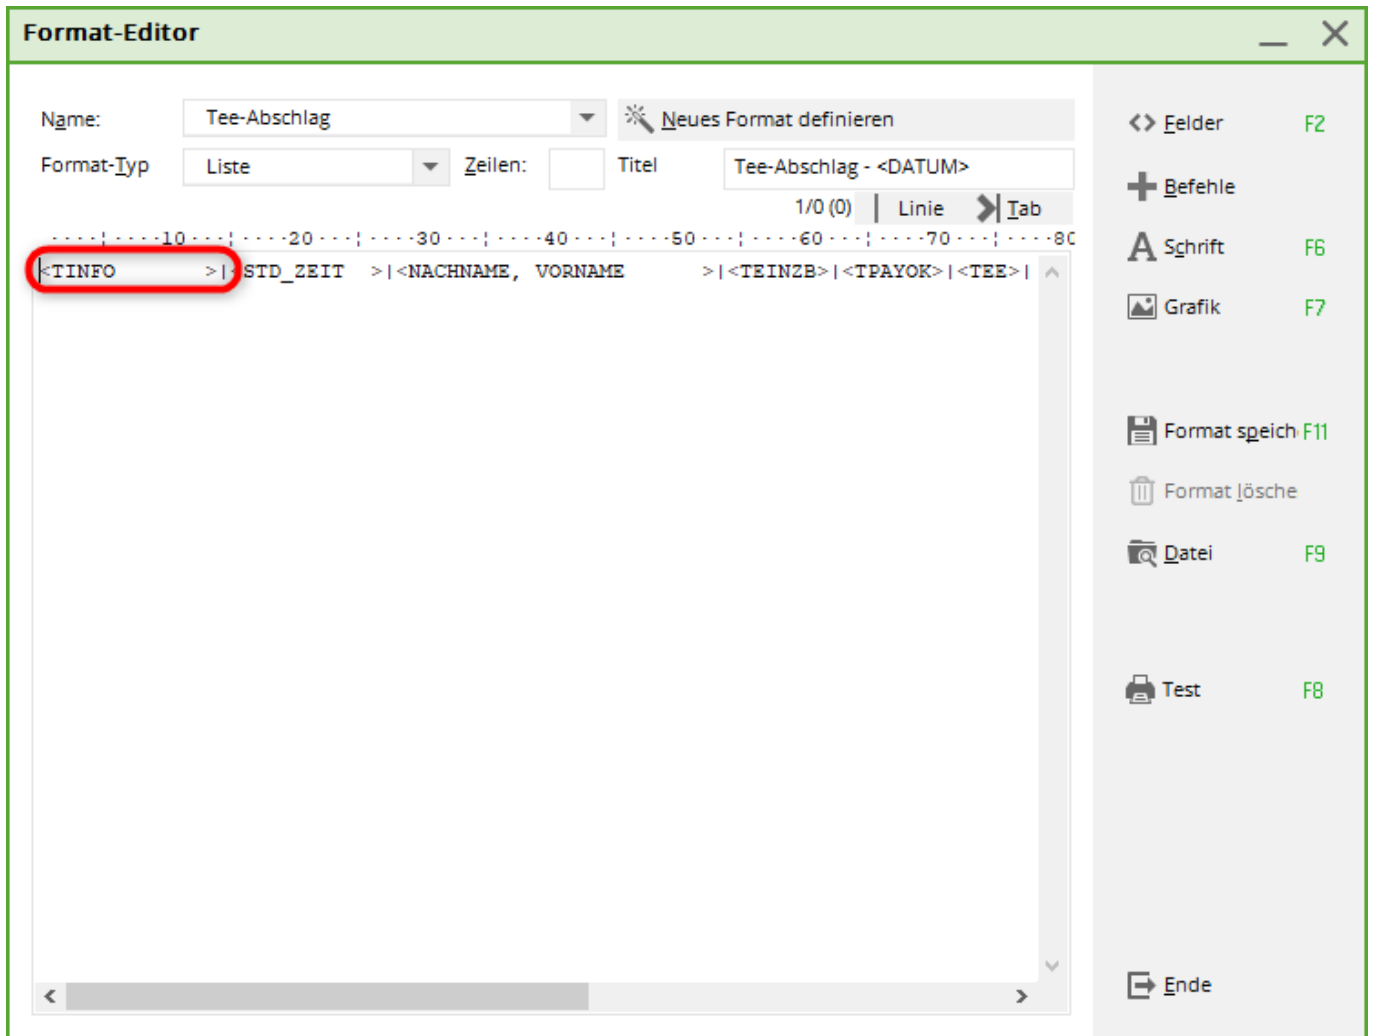 Format-Editor
Name: Tee-Abschlag Neues Format definieren
Format-Typ Liste Zeilen: Titel Tee-Abschlag - <DATUM>
1/0 (0) Linie Tab
····¦····10···¦····20···¦····30···¦····40···¦····50···¦····60···¦····70···¦····80
<TINFO       >|<STD_ZEIT  >|<NACHNAME, VORNAME      >|<TEINZB>|<TPAYOK>|<TEE>|
Felder F2
Befehle
Schrift F6
Grafik F7
Format speich F11
Format lösche
Datei F9
Test F8
Ende